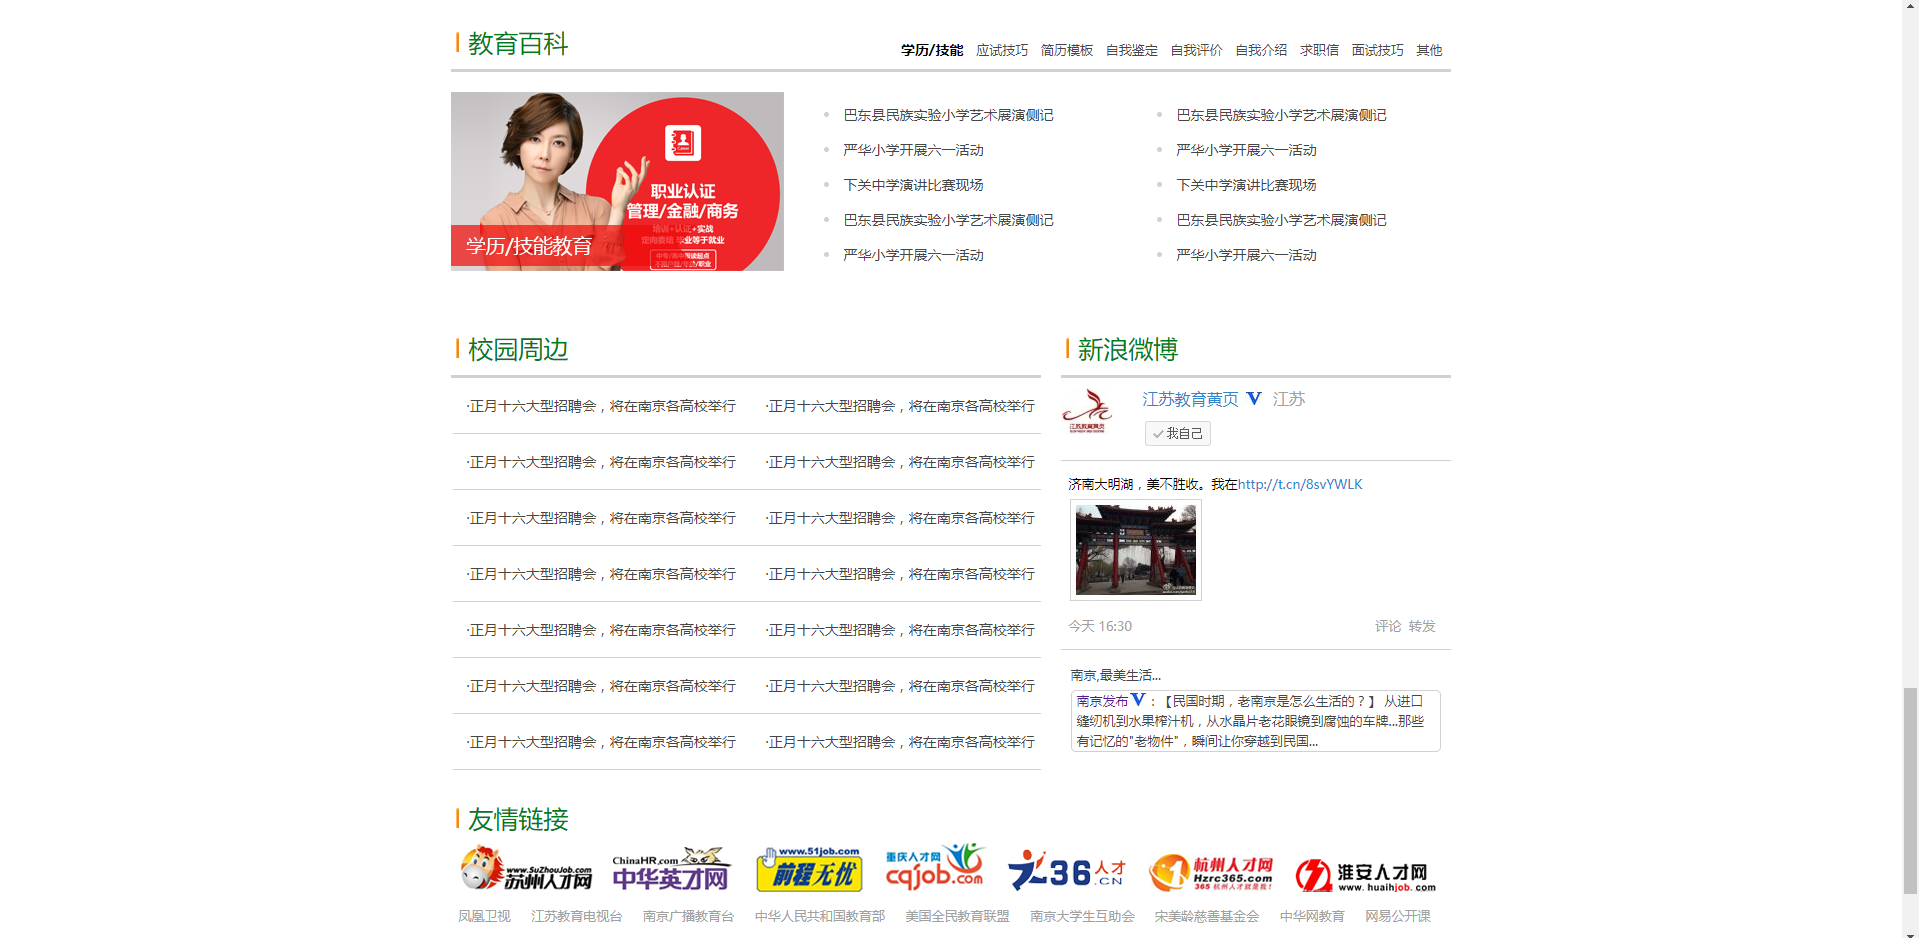 教育百科
学历/技能 应试技巧 简历模板 自我鉴定 自我评价 自我介绍 求职信 面试技巧 其他
职业认证
管理/金融/商务
培训+认证+实战
定向委培 毕业等于就业
学历/技能教育
巴东县民族实验小学艺术展演侧记 巴东县民族实验小学艺术展演侧记
严华小学开展六一活动 严华小学开展六一活动
下关中学演讲比赛现场 下关中学演讲比赛现场
巴东县民族实验小学艺术展演侧记 巴东县民族实验小学艺术展演侧记
严华小学开展六一活动 严华小学开展六一活动
校园周边
·正月十六大型招聘会，将在南京各高校举行 ·正月十六大型招聘会，将在南京各高校举行
·正月十六大型招聘会，将在南京各高校举行 ·正月十六大型招聘会，将在南京各高校举行
·正月十六大型招聘会，将在南京各高校举行 ·正月十六大型招聘会，将在南京各高校举行
·正月十六大型招聘会，将在南京各高校举行 ·正月十六大型招聘会，将在南京各高校举行
·正月十六大型招聘会，将在南京各高校举行 ·正月十六大型招聘会，将在南京各高校举行
·正月十六大型招聘会，将在南京各高校举行 ·正月十六大型招聘会，将在南京各高校举行
·正月十六大型招聘会，将在南京各高校举行 ·正月十六大型招聘会，将在南京各高校举行
新浪微博
江苏教育黄页
江苏教育黄页 V 江苏
我自己
济南大明湖，美不胜收。我在http://t.cn/8svYWLK
今天 16:30 评论 转发
南京,最美生活...
南京发布V：【民国时期，老南京是怎么生活的？】 从进口
缝纫机到水果榨汁机，从水晶片老花眼镜到腐蚀的车牌...那些
有记忆的"老物件"，瞬间让你穿越到民国...
友情链接
www.SuZhouJob.com
苏州人才网
ChinaHR.com
中华英才网
www.51job.com
前程无忧
重庆人才网
cqjob.com
36人才
.CN
杭州人才网
Hzrc365.com
365 杭州人才就是我!
淮安人才网
www.huaihjob.com
凤凰卫视 江苏教育电视台 南京广播教育台 中华人民共和国教育部 美国全民教育联盟 南京大学生互助会 宋美龄慈善基金会 中华网教育 网易公开课